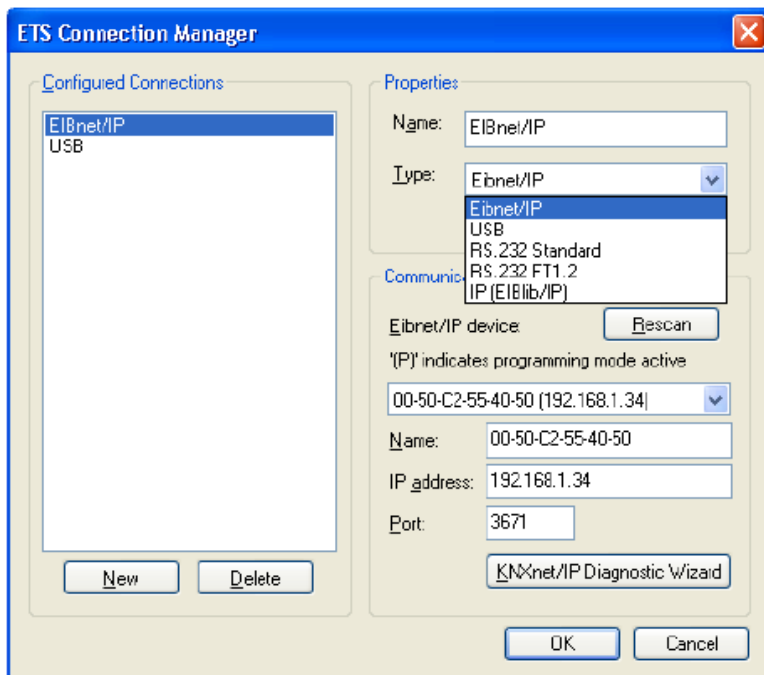 ETS Connection Manager
Configured Connections
EIBnet/IP
USB
New
Delete
Properties
Name:
EIBnet/IP
Type:
Eibnet/IP
Eibnet/IP
USB
RS.232 Standard
RS.232 FT1.2
IP (EIBlib/IP)
Communic
Eibnet/IP device:
Rescan
'(P)' indicates programming mode active
00-50-C2-55-40-50 (192.168.1.34|
Name:
00-50-C2-55-40-50
IP address:
192.168.1.34
Port:
3671
KNXnet/IP Diagnostic Wizard
OK
Cancel